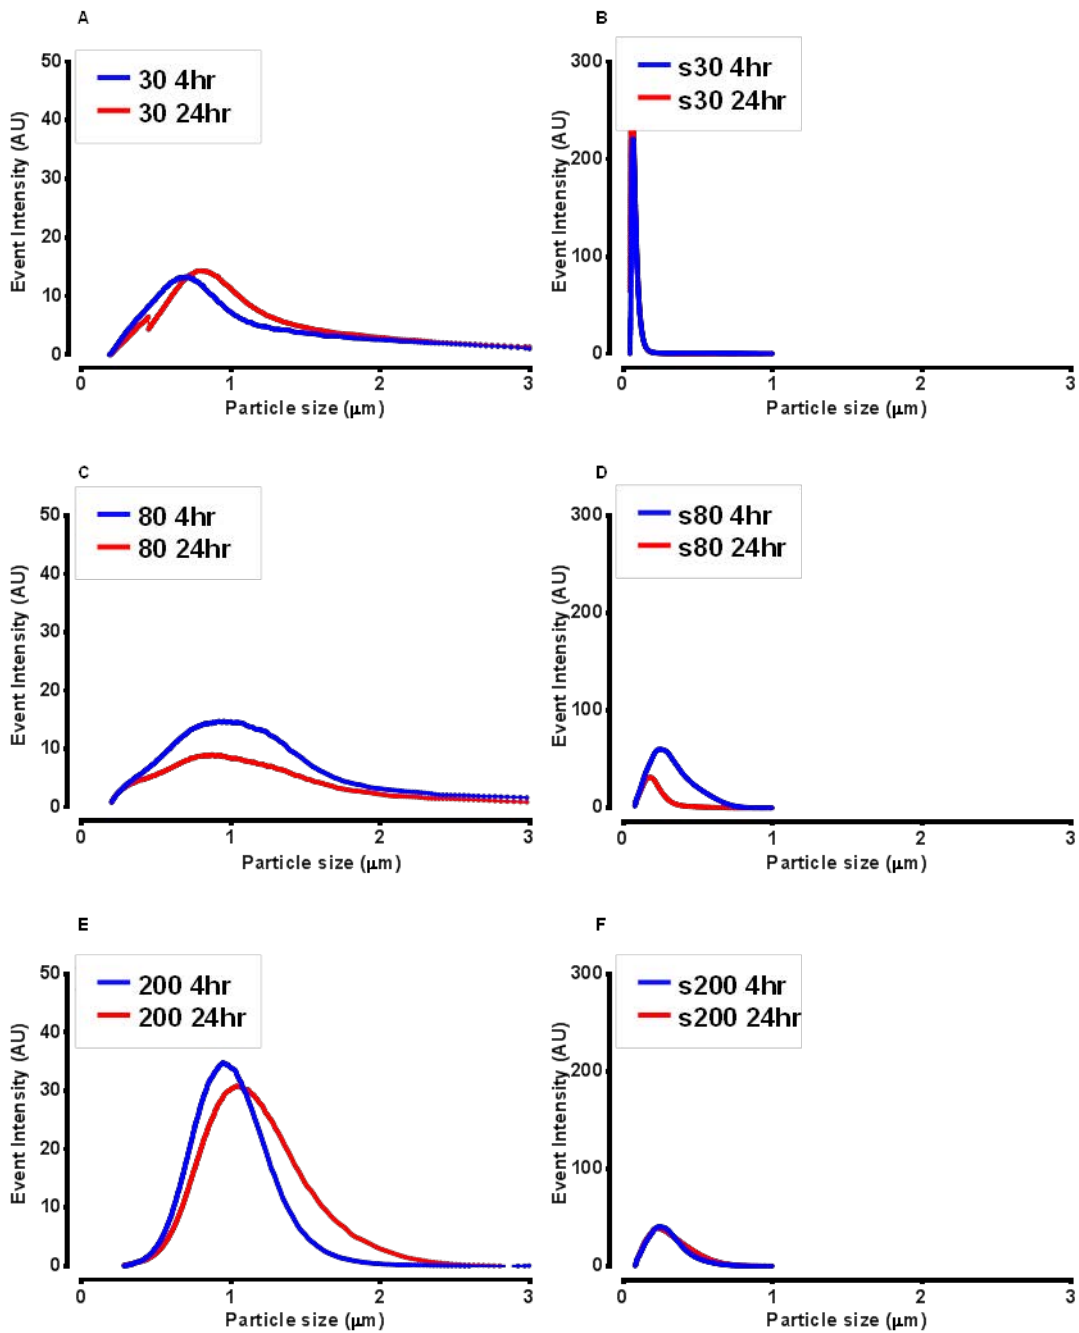 A
50
40
30
20
10
0
Event Intensity (AU)
30 4hr
30 24hr
0 1 2 3
Particle size (μm)
B
300
200
100
0
Event Intensity (AU)
s30 4hr
s30 24hr
0 1 2 3
Particle size (μm)
C
50
40
30
20
10
0
Event Intensity (AU)
80 4hr
80 24hr
0 1 2 3
Particle size (μm)
D
300
200
100
0
Event Intensity (AU)
s80 4hr
s80 24hr
0 1 2 3
Particle size (μm)
E
50
40
30
20
10
0
Event Intensity (AU)
200 4hr
200 24hr
0 1 2 3
Particle size (μm)
F
300
200
100
0
Event Intensity (AU)
s200 4hr
s200 24hr
0 1 2 3
Particle size (μm)